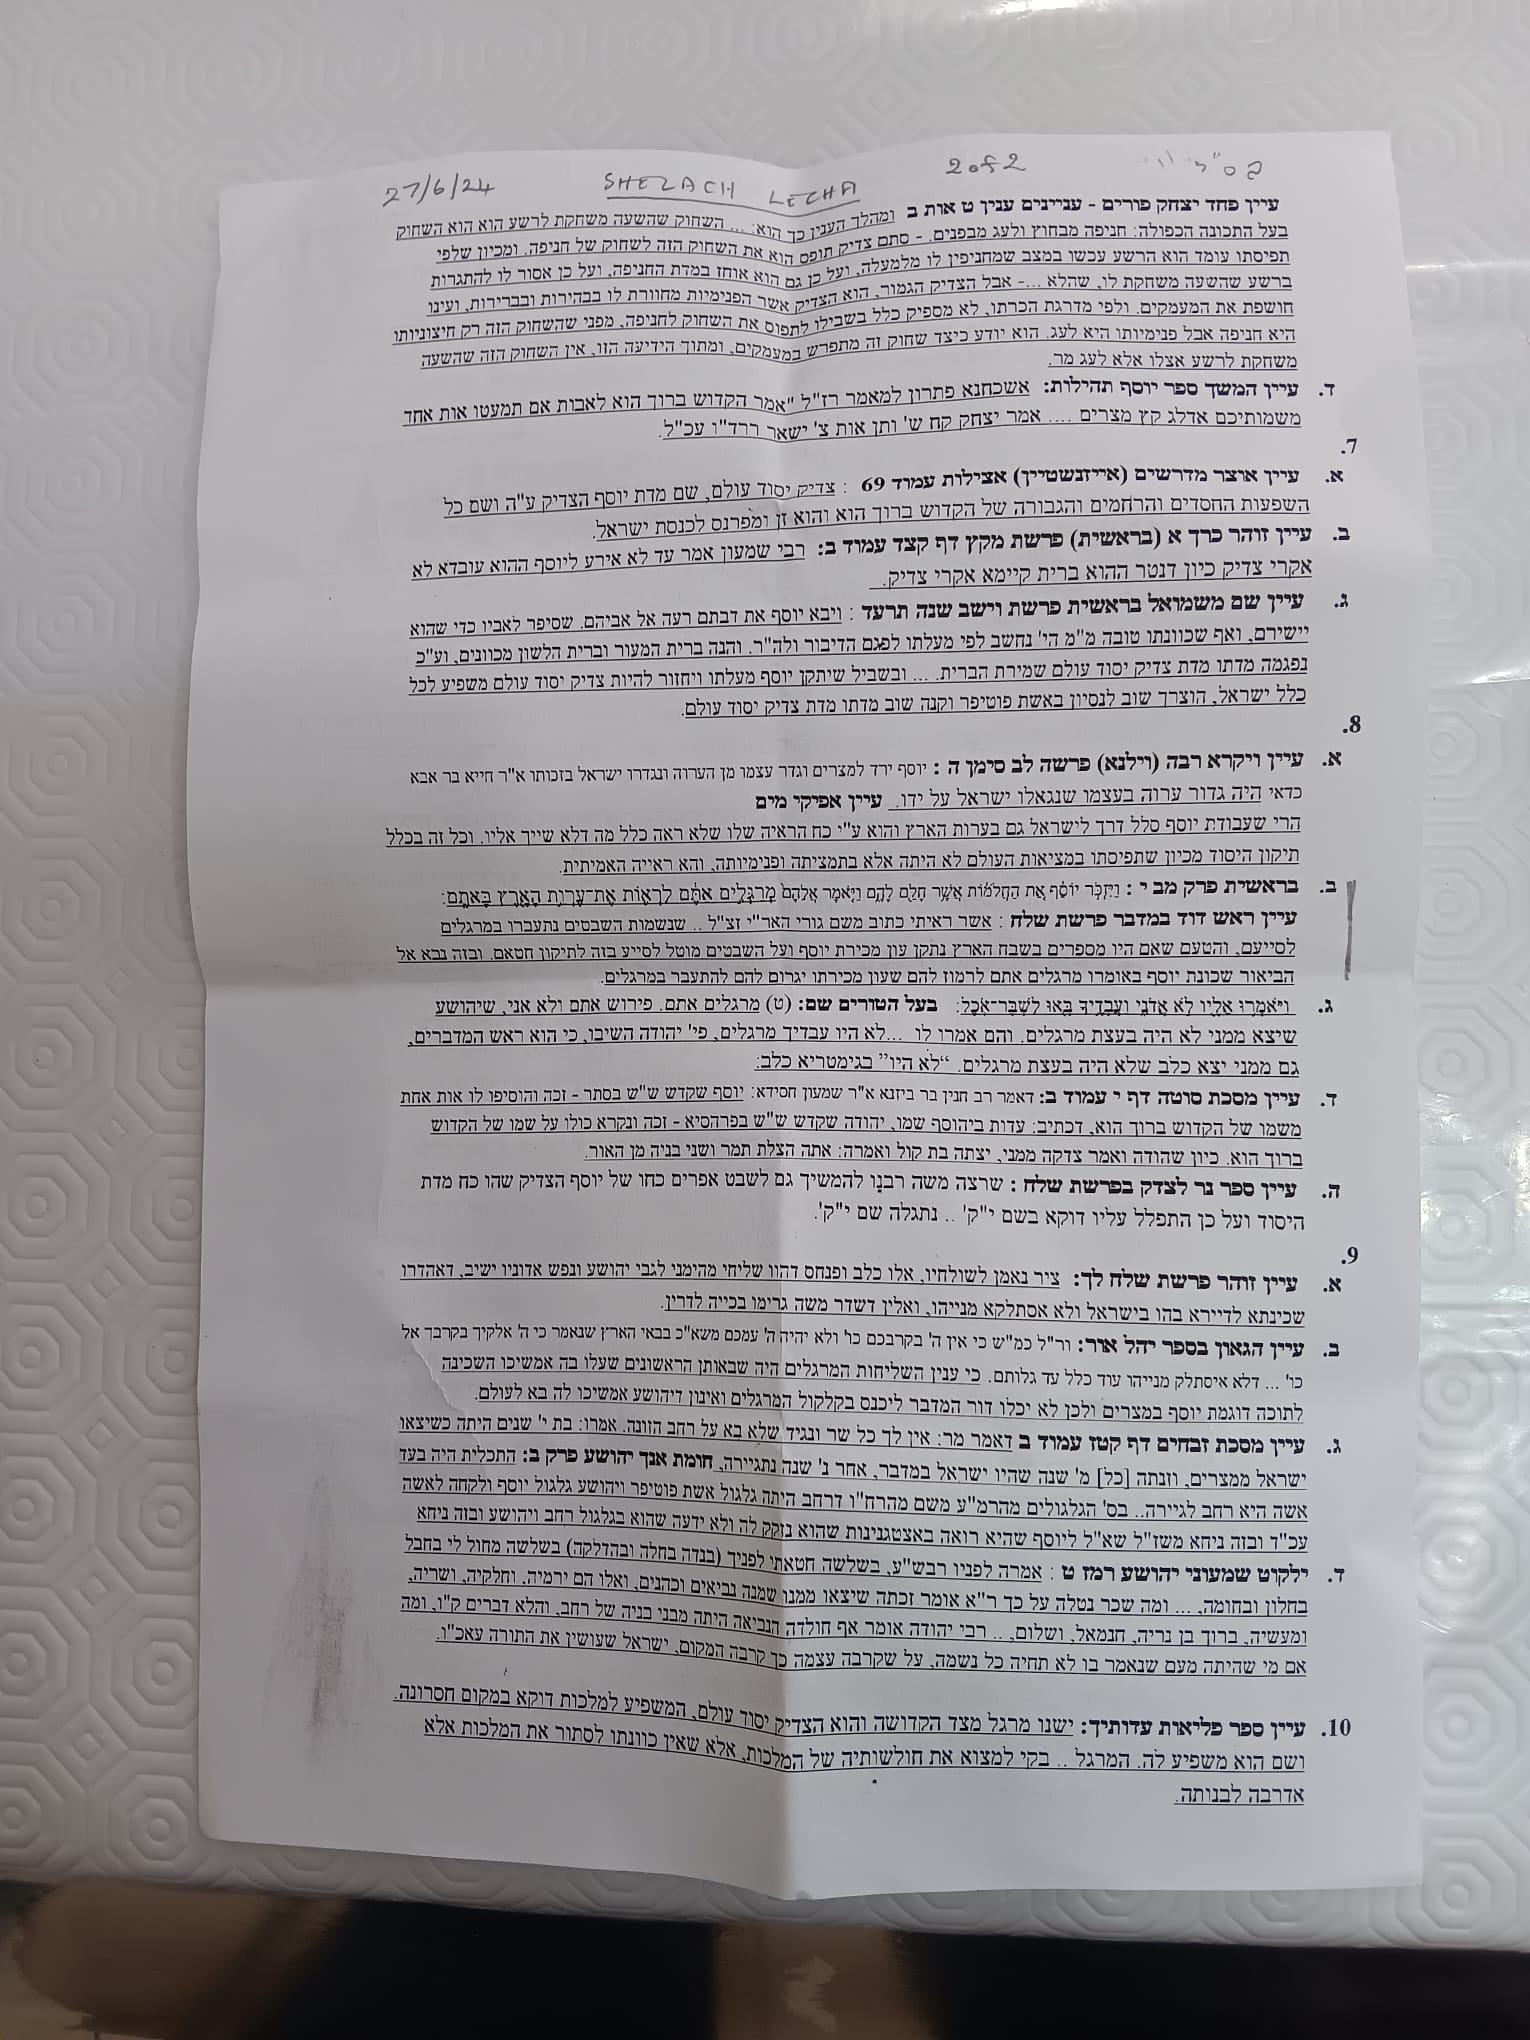 בס"ד
2 of 2
SHELACH LECHA
27/6/24
עיין פחד יצחק פורים - עניינים ענין ט אות ב ומהלך הענין כך הוא: ... השחוק שהשעה משחקת לרשע הוא הוא השחוק
בעל התכונה הכפולה: חניפה מבחוץ ולעג מבפנים. - סתם צדיק תופס הוא את השחוק הזה לשחוק של חניפה. ומכיון שלפי
תפיסתו עומד הוא הרשע עכשו במצב שמחניפין לו מלמעלה, ועל כן גם הוא אוחז במדת החניפה, ועל כן אסור לו להתגרות
ברשע שהשעה משחקת לו, שהלא ...- אבל הצדיק הגמור, הוא הצדיק אשר הפנימיות מחוורת לו בבהירות ובברירות, ועינו
חושפת את המעמקים. ולפי מדרגת הכרתו, לא מספיק כלל בשבילו לתפוס את השחוק לחניפה, מפני שהשחוק הזה רק חיצוניותו
היא חניפה אבל פנימיותו היא לעג. הוא יודע כיצד שחוק זה מתפרש במעמקים, ומתוך הידיעה הזו, אין השחוק הזה שהשעה
משחקת לרשע אצלו אלא לעג מר.
ד. עיין המשך ספר יוסף תהילות: אשכחנא פתרון למאמר רז"ל "אמר הקדוש ברוך הוא לאבות אם תמעטו אות אחד
משמותיכם אדלג קץ מצרים .... אמר יצחק קח ש' ותן אות צ' ישאר ררד"ו עכ"ל.
7.
א. עיין אוצר מדרשים (אייזנשטיין) אצילות עמוד 69 : צדיק יסוד עולם, שם מדת יוסף הצדיק ע"ה ושם כל
השפעות החסדים והרחמים והגבורה של הקדוש ברוך הוא והוא זן ומפרנס לכנסת ישראל.
ב. עיין זוהר כרך א (בראשית) פרשת מקץ דף קצד עמוד ב: רבי שמעון אמר עד לא אירע ליוסף ההוא עובדא לא
אקרי צדיק כיון דנטר ההוא ברית קיימא אקרי צדיק.
ג. עיין שם משמואל בראשית פרשת וישב שנה תרעד : ויבא יוסף את דבתם רעה אל אביהם. שסיפר לאביו כדי שהוא
יישירם, ואף שכוונתו טובה מ"מ הי' נחשב לפי מעלתו לפגם הדיבור ולה"ר. והנה ברית המעור וברית הלשון מכוונים, וע"כ
נפגמה מדתו מדת צדיק יסוד עולם שמירת הברית. ... ובשביל שיתקן יוסף מעלתו ויחזור להיות צדיק יסוד עולם משפיע לכל
כלל ישראל, הוצרך שוב לנסיון באשת פוטיפר וקנה שוב מדתו מדת צדיק יסוד עולם.
8.
א. עיין ויקרא רבה (וילנא) פרשה לב סימן ה : יוסף ירד למצרים וגדר עצמו מן הערוה ונגדרו ישראל בזכותו א"ר חייא בר אבא
כדאי היה גדור ערוה בעצמו שנגאלו ישראל על ידו. עיין אפיקי מים
הרי שעבודת יוסף סלל דרך לישראל גם בערות הארץ והוא ע"י כח הראיה שלו שלא ראה כלל מה דלא שייך אליו. וכל זה בכלל
תיקון היסוד מכיון שתפיסתו במציאות העולם לא היתה אלא בתמציתה ופנימיותה, והא ראייה האמיתית.
ב. בראשית פרק מב י : וַיִּזְכֹּר יוֹסֵף אֵת הַחֲלֹמוֹת אֲשֶׁר חָלַם לָהֶם וַיֹּאמֶר אֲלֵהֶם מְרַגְּלִים אַתֶּם לִרְאוֹת אֶת־עֶרְוַת הָאָרֶץ בָּאתֶם:
עיין ראש דוד במדבר פרשת שלח : אשר ראיתי כתוב משם גורי האר"י זצ"ל .. שנשמות השבטים נתעברו במרגלים
לסייעם, והטעם שאם היו מספרים בשבח הארץ נתקן עון מכירת יוסף ועל השבטים מוטל לסייע בזה לתיקון חטאם. ובזה נבא אל
הביאור שכונת יוסף באומרו מרגלים אתם לרמוז להם שעון מכירתו יגרום להם להתעבר במרגלים.
ג. וַיֹּאמְרוּ אֵלָיו לֹא אֲדֹנִי וַעֲבָדֶיךָ בָּאוּ לִשְׁבָּר־אֹכֶל: בעל הטורים שם: (ט) מרגלים אתם. פירוש אתם ולא אני, שיהושע
שיצא ממני לא היה בעצת מרגלים. והם אמרו לו ...לא היו עבדיך מרגלים, פי' יהודה השיבו, כי הוא ראש המדברים,
גם ממני יצא כלב שלא היה בעצת מרגלים. "לא היו" בגימטריא כלב:
ד. עיין מסכת סוטה דף י עמוד ב: דאמר רב חנין בר ביזנא א"ר שמעון חסידא: יוסף שקדש ש"ש בסתר - זכה והוסיפו לו אות אחת
משמו של הקדוש ברוך הוא, דכתיב: עדות ביהוסף שמו, יהודה שקדש ש"ש בפרהסיא - זכה ונקרא כולו על שמו של הקדוש
ברוך הוא. כיון שהודה ואמר צדקה ממני, יצתה בת קול ואמרה: אתה הצלת תמר ושני בניה מן האור.
ה. עיין ספר נר לצדק בפרשת שלח : שרצה משה רבנו להמשיך גם לשבט אפרים כחו של יוסף הצדיק שהו כח מדת
היסוד ועל כן התפלל עליו דוקא בשם י"ק' .. נתגלה שם י"ק'.
9.
א. עיין זוהר פרשת שלח לך: ציר נאמן לשולחיו, אלו כלב ופנחס דהוו שליחי מהימני לגבי יהושע ונפש אדוניו ישיב, דאהדרו
שכינתא לדיירא בהו בישראל ולא אסתלקא מנייהו, ואלין דשדר משה גרימו בכייה לדרין.
ב. עיין הגאון בספר יהל אור: ור"ל כמ"ש כי אין ה' בקרבכם כו' ולא יהיה ה' עמכם משא"כ בבאי הארץ שנאמר כי ה' אלקיך בקרבך אל
כו' ... דלא איסתלק מנייהו עוד כלל עד גלותם. כי ענין השליחות המרגלים היה שבאותן הראשונים שעלו בה אמשיכו השכינה
לתוכה דוגמת יוסף במצרים ולכן לא יכלו דור המדבר ליכנס בקלקול המרגלים ואינון דיהושע אמשיכו לה בא לעולם.
ג. עיין מסכת זבחים דף קטז עמוד ב דאמר מר: אין לך כל שר ונגיד שלא בא על רחב הזונה. אמרו: בת י' שנים היתה כשיצאו
ישראל ממצרים, וזנתה [כל] מ' שנה שהיו ישראל במדבר, אחר נ' שנה נתגיירה, חומת אנך יהושע פרק ב: התכלית היה בעד
אשה היא רחב לגיירה.. בס' הגלגולים מהרמ"ע משם מהרח"ו דרחב היתה גלגול אשת פוטיפר ויהושע גלגול יוסף ולקחה לאשה
עכ"ד ובזה ניחא משז"ל שא"ל ליוסף שהיא רואה באצטגנינות שהוא נזקק לה ולא ידעה שהוא בגלגול רחב ויהושע ובזה ניחא
ד. ילקוט שמעוני יהושע רמז ט : אמרה לפניו רבש"ע, בשלשה חטאתי לפניך (בנדה בחלה ובהדלקה) בשלשה מחול לי בחבל
בחלון ובחומה, ... ומה שכר נטלה על כך ר"א אומר זכתה שיצאו ממנו שמנה נביאים וכהנים, ואלו הם ירמיה, וחלקיה, ושריה,
ומעשיה, ברוך בן נריה, חנמאל, ושלום, .. רבי יהודה אומר אף חולדה הנביאה היתה מבני בניה של רחב, והלא דברים ק"ו, ומה
אם מי שהיתה מעם שנאמר בו לא תחיה כל נשמה, על שקרבה עצמה כך קרבה המקום, ישראל שעושין את התורה עאכ"ו.
10. עיין ספר פליאות עדותיך: ישנו מרגל מצד הקדושה והוא הצדיק יסוד עולם, המשפיע למלכות דוקא במקום חסרונה.
ושם הוא משפיע לה. המרגל .. בקי למצוא את חולשותיה של המלכות, אלא שאין כוונתו לסתור את המלכות אלא
אדרבה לבנותה.